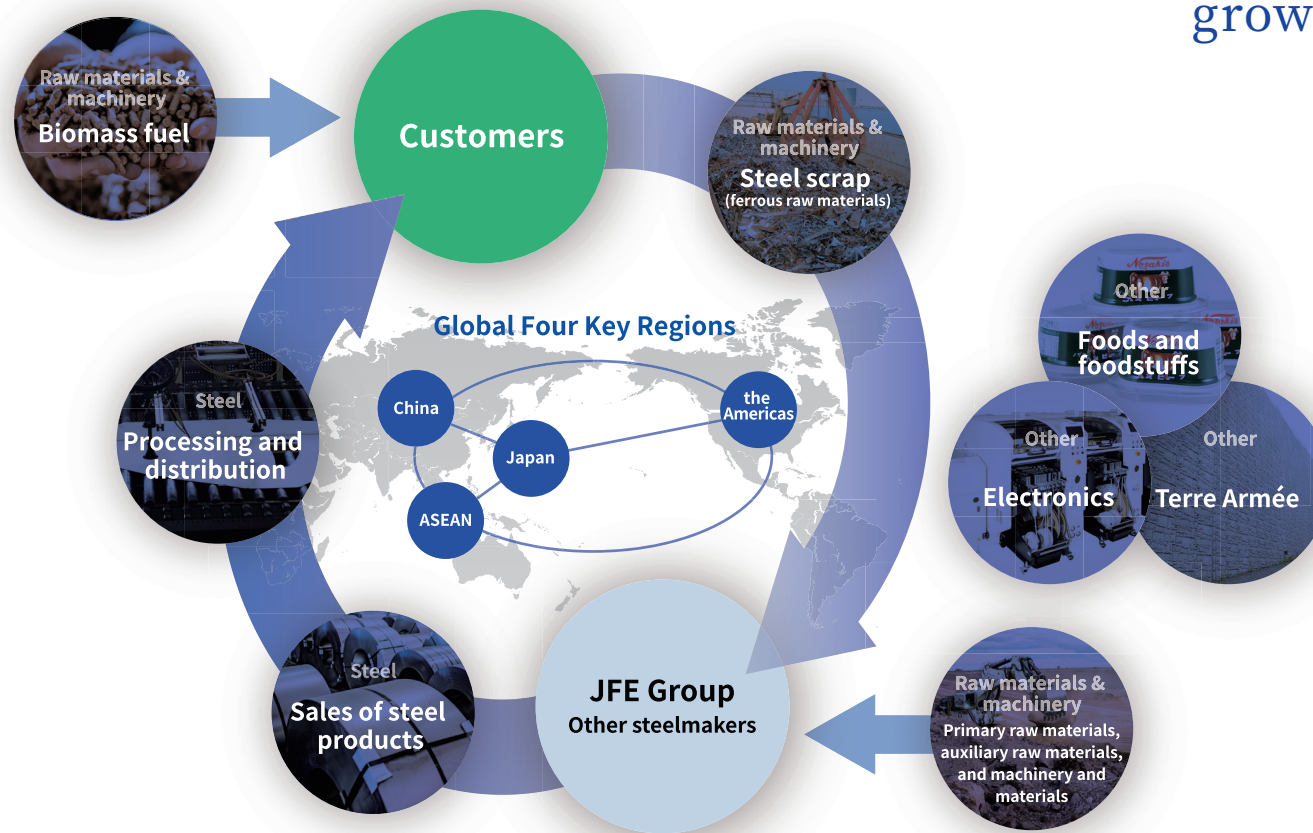 grow
Raw materials &
machinery
Biomass fuel
Customers
Raw materials &
machinery
Steel scrap
(ferrous raw materials)
Other
Foods and
foodstuffs
Global Four Key Regions
China
the
Americas
Japan
ASEAN
Steel
Processing and
distribution
Other
Electronics
Other
Terre Armée
Steel
Sales of steel
products
JFE Group
Other steelmakers
Raw materials &
machinery
Primary raw materials,
auxiliary raw materials,
and machinery and
materials